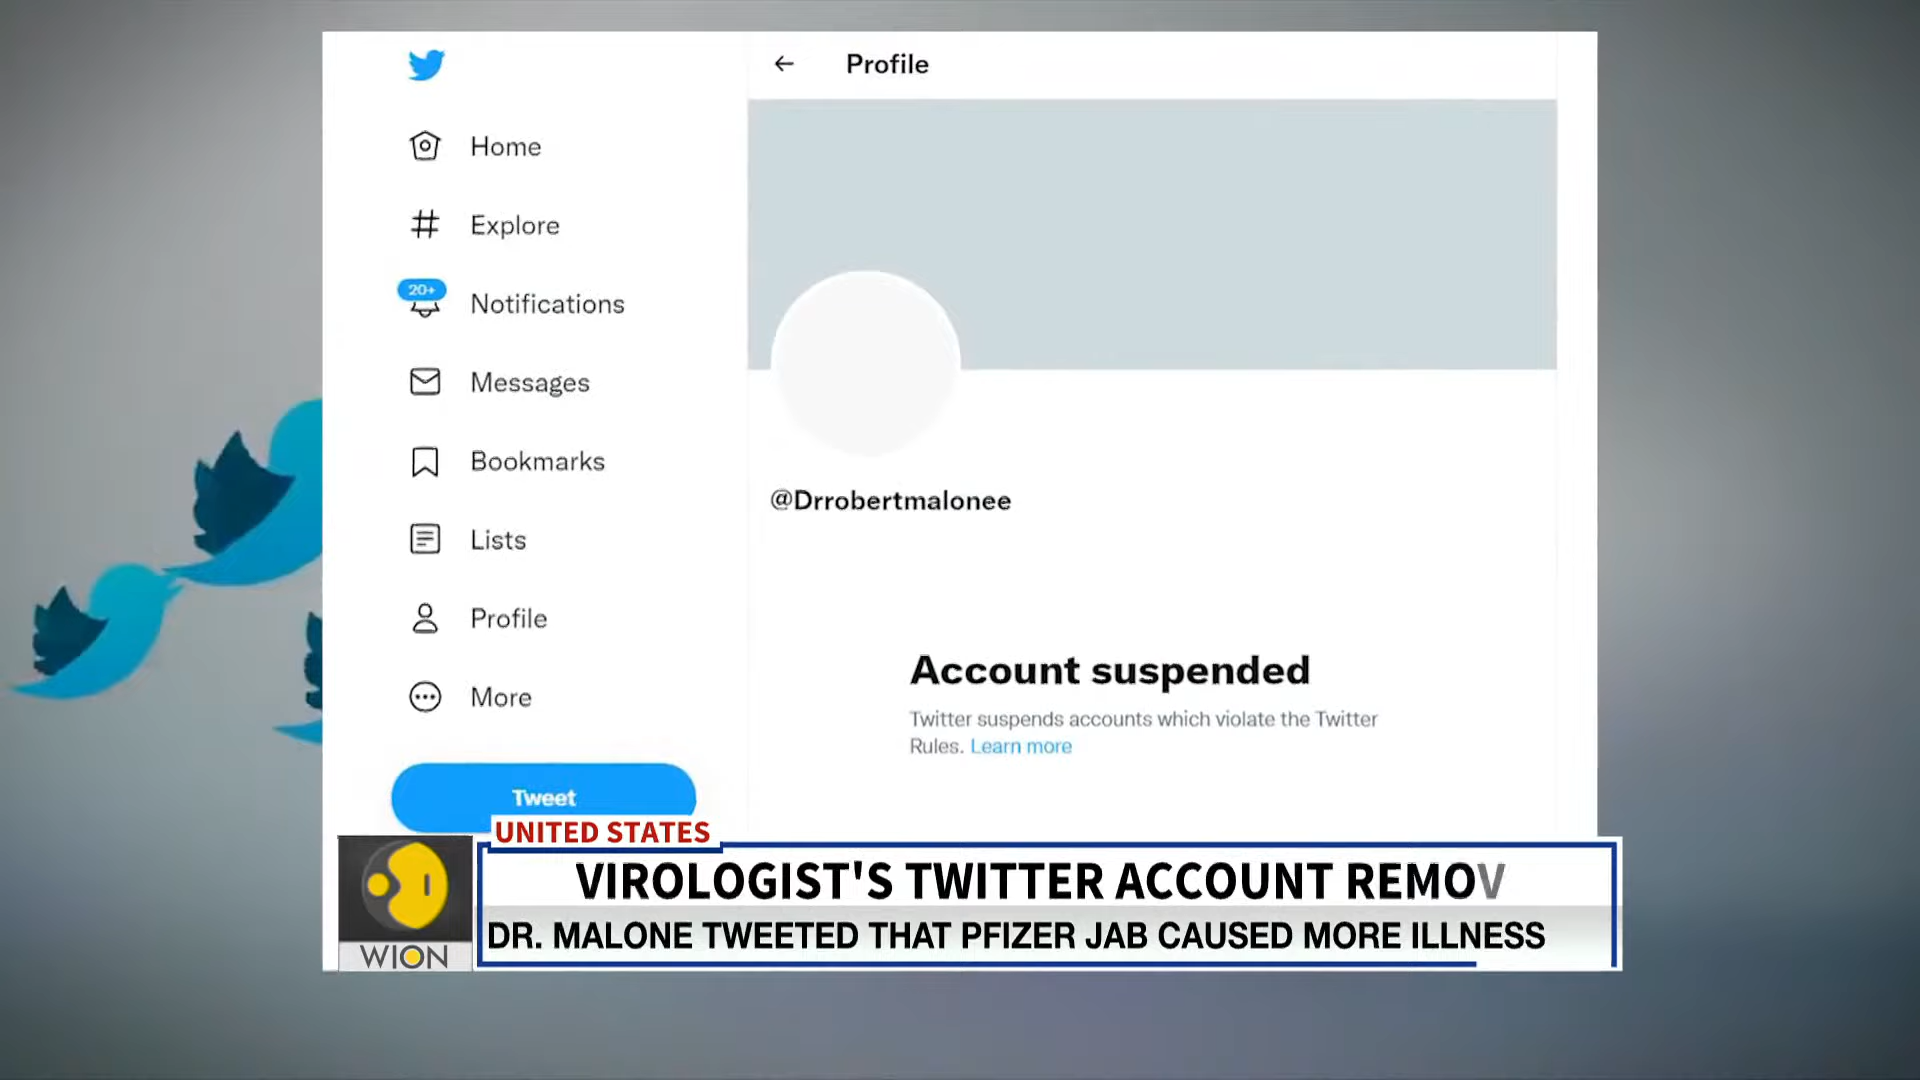 Profile
Home
Explore
20+
Notifications
Messages
Bookmarks
Lists
Profile
More
Tweet
@Drrobertmalonee
Account suspended
Twitter suspends accounts which violate the Twitter
Rules. Learn more
UNITED STATES
VIROLOGIST'S TWITTER ACCOUNT REMOV
DR. MALONE TWEETED THAT PFIZER JAB CAUSED MORE ILLNESS
WION